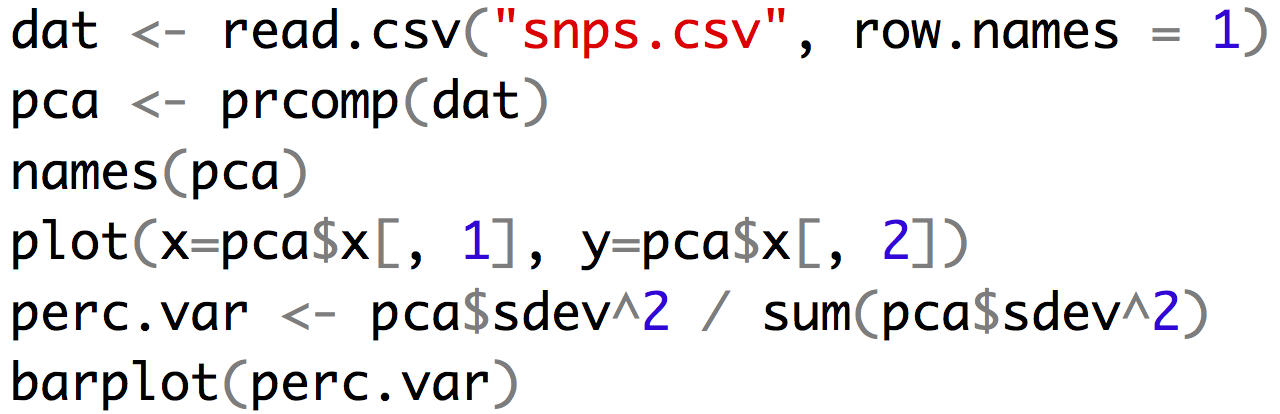 dat <- read.csv("snps.csv", row.names = 1)
pca <- prcomp(dat)
names(pca)
plot(x=pca$x[, 1], y=pca$x[, 2])
perc.var <- pca$sdev^2 / sum(pca$sdev^2)
barplot(perc.var)